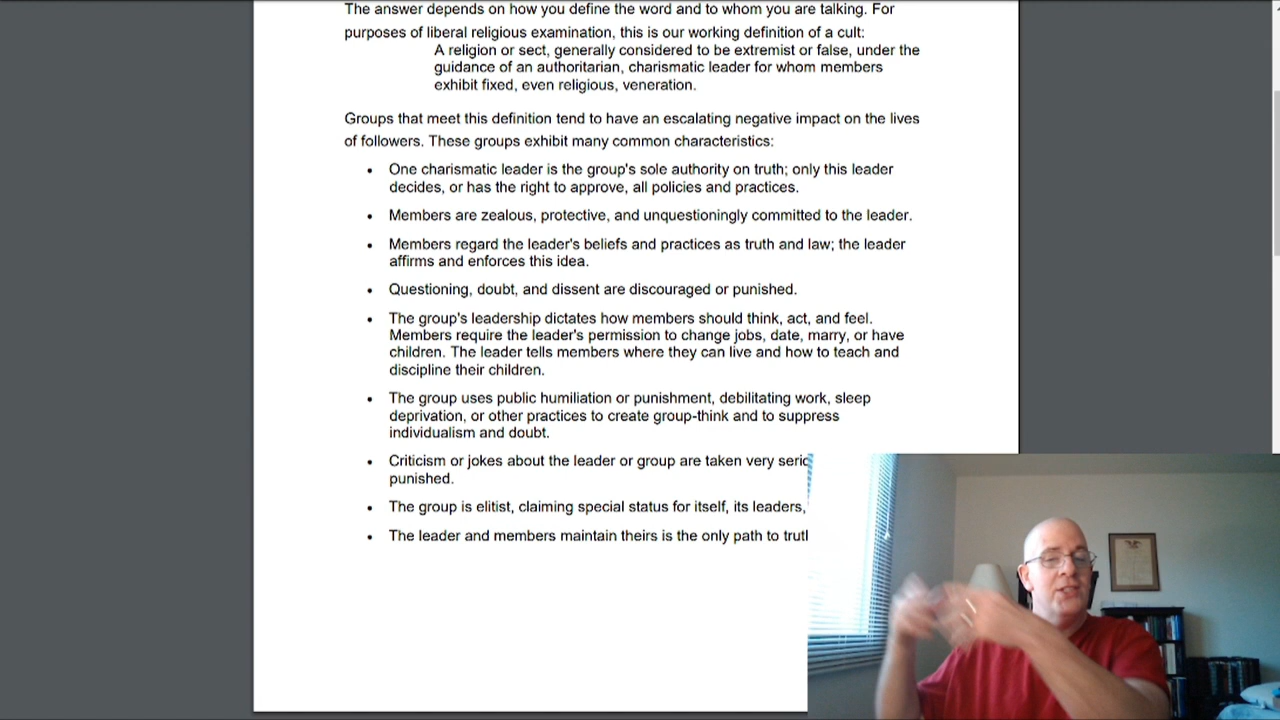 The answer depends on how you define the word and to whom you are talking. For
purposes of liberal religious examination, this is our working definition of a cult:
A religion or sect, generally considered to be extremist or false, under the
guidance of an authoritarian, charismatic leader for whom members
exhibit fixed, even religious, veneration.
Groups that meet this definition tend to have an escalating negative impact on the lives
of followers. These groups exhibit many common characteristics:
• One charismatic leader is the group's sole authority on truth; only this leader
decides, or has the right to approve, all policies and practices.
• Members are zealous, protective, and unquestioningly committed to the leader.
• Members regard the leader's beliefs and practices as truth and law; the leader
affirms and enforces this idea.
• Questioning, doubt, and dissent are discouraged or punished.
• The group's leadership dictates how members should think, act, and feel.
Members require the leader's permission to change jobs, date, marry, or have
children. The leader tells members where they can live and how to teach and
discipline their children.
• The group uses public humiliation or punishment, debilitating work, sleep
deprivation, or other practices to create group-think and to suppress
individualism and doubt.
• Criticism or jokes about the leader or group are taken very
punished.
• The group is elitist, claiming special status for itself, its leaders,
• The leader and members maintain theirs is the only path to